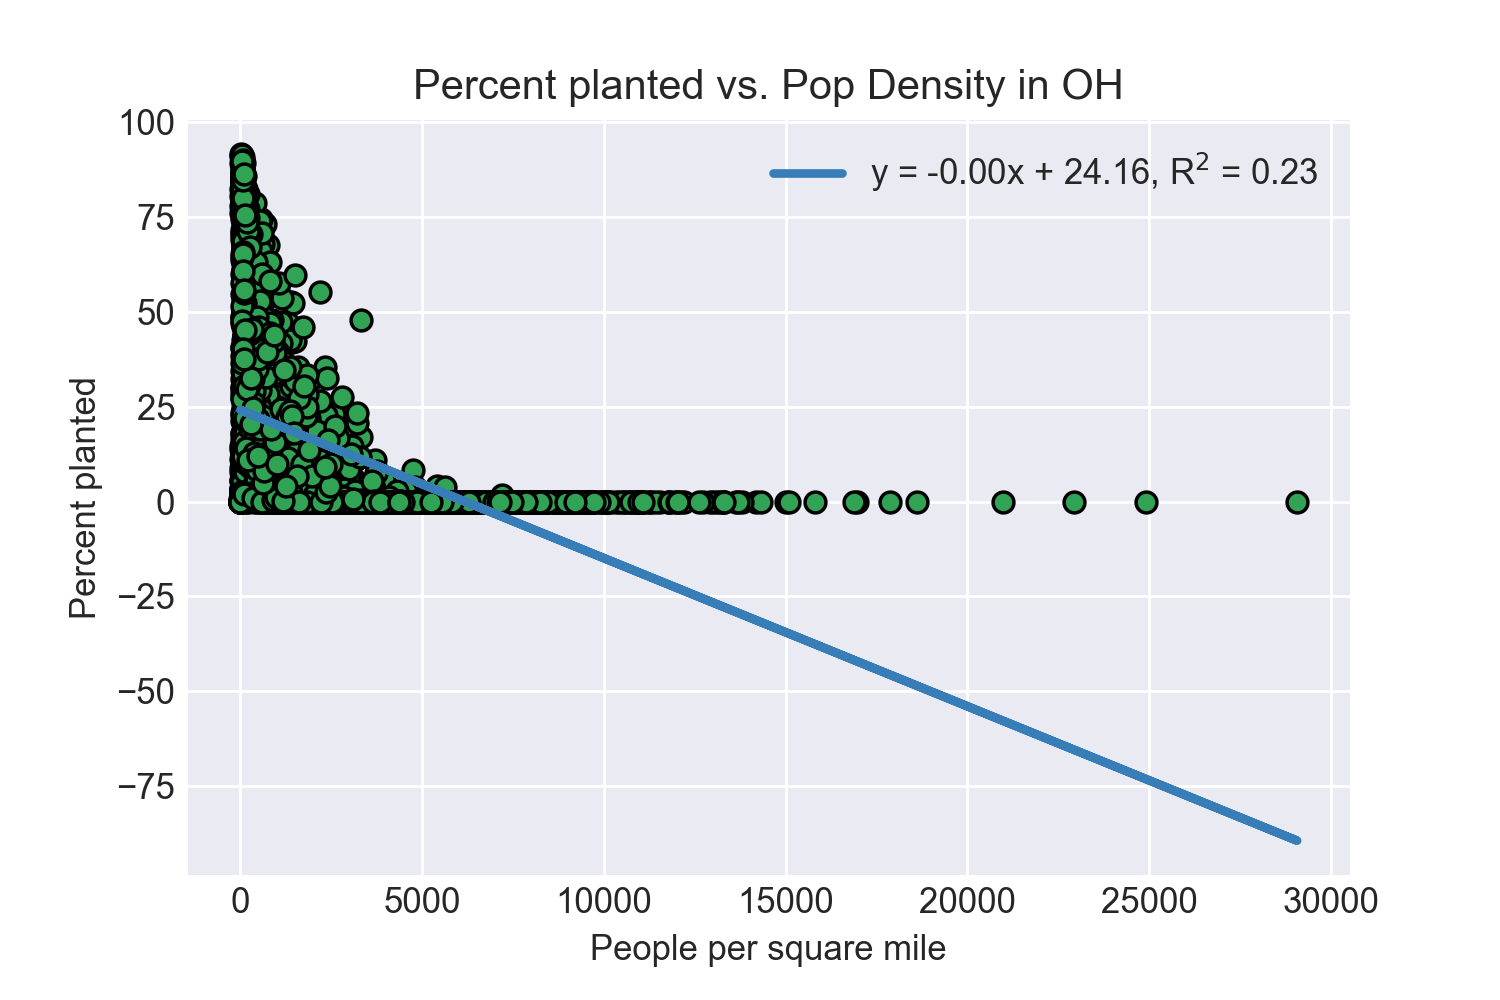 Percent planted vs. Pop Density in OH
y = -0.00x + 24.16, R² = 0.23
Percent planted
100
75
50
25
0
−25
−50
−75
0 5000 10000 15000 20000 25000 30000
People per square mile